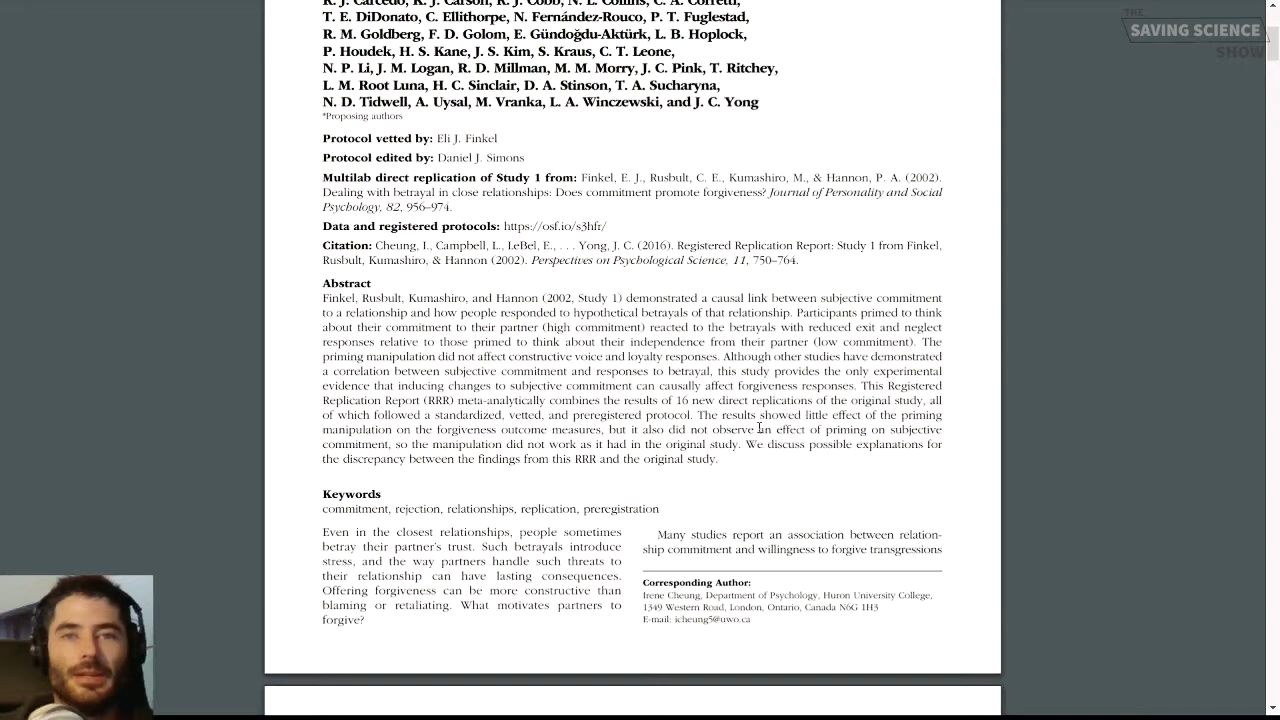 R. J. Carcedo, K. J. Carson, R. J. Cobb, N. L. Collins, C. A. Corretti,
T. E. DiDonato, C. Ellithorpe, N. Fernández-Rouco, P. T. Fuglestad,
R. M. Goldberg, F. D. Golom, E. Gündoğdu-Aktürk, L. B. Hoplock,
P. Houdek, H. S. Kane, J. S. Kim, S. Kraus, C. T. Leone,
N. P. Li, J. M. Logan, R. D. Millman, M. M. Morry, J. C. Pink, T. Ritchey,
L. M. Root Luna, H. C. Sinclair, D. A. Stinson, T. A. Sucharyna,
N. D. Tidwell, A. Uysal, M. Vranka, L. A. Winczewski, and J. C. Yong
*Proposing authors
Protocol vetted by: Eli J. Finkel
Protocol edited by: Daniel J. Simons
Multilab direct replication of Study 1 from: Finkel, E. J., Rusbult, C. E., Kumashiro, M., & Hannon, P. A. (2002).
Dealing with betrayal in close relationships: Does commitment promote forgiveness? Journal of Personality and Social
Psychology, 82, 956–974.
Data and registered protocols: https://osf.io/s3hfr/
Citation: Cheung, I., Campbell, L., LeBel, E., . . . Yong, J. C. (2016). Registered Replication Report: Study 1 from Finkel,
Rusbult, Kumashiro, & Hannon (2002). Perspectives on Psychological Science, 11, 750–764.
Abstract
Finkel, Rusbult, Kumashiro, and Hannon (2002, Study 1) demonstrated a causal link between subjective commitment
to a relationship and how people responded to hypothetical betrayals of that relationship. Participants primed to think
about their commitment to their partner (high commitment) reacted to the betrayals with reduced exit and neglect
responses relative to those primed to think about their independence from their partner (low commitment). The
priming manipulation did not affect constructive voice and loyalty responses. Although other studies have demonstrated
a correlation between subjective commitment and responses to betrayal, this study provides the only experimental
evidence that inducing changes to subjective commitment can causally affect forgiveness responses. This Registered
Replication Report (RRR) meta-analytically combines the results of 16 new direct replications of the original study, all
of which followed a standardized, vetted, and preregistered protocol. The results showed little effect of the priming
manipulation on the forgiveness outcome measures, but it also did not observe an effect of priming on subjective
commitment, so the manipulation did not work as it had in the original study. We discuss possible explanations for
the discrepancy between the findings from this RRR and the original study.
Keywords
commitment, rejection, relationships, replication, preregistration
Even in the closest relationships, people sometimes
betray their partner's trust. Such betrayals introduce
stress, and the way partners handle such threats to
their relationship can have lasting consequences.
Offering forgiveness can be more constructive than
blaming or retaliating. What motivates partners to
forgive?
Many studies report an association between relation-
ship commitment and willingness to forgive transgressions
Corresponding Author:
Irene Cheung, Department of Psychology, Huron University College,
1349 Western Road, London, Ontario, Canada N6G 1H3
E-mail: icheung5@uwo.ca
THE
SAVING SCIENCE
SHOW